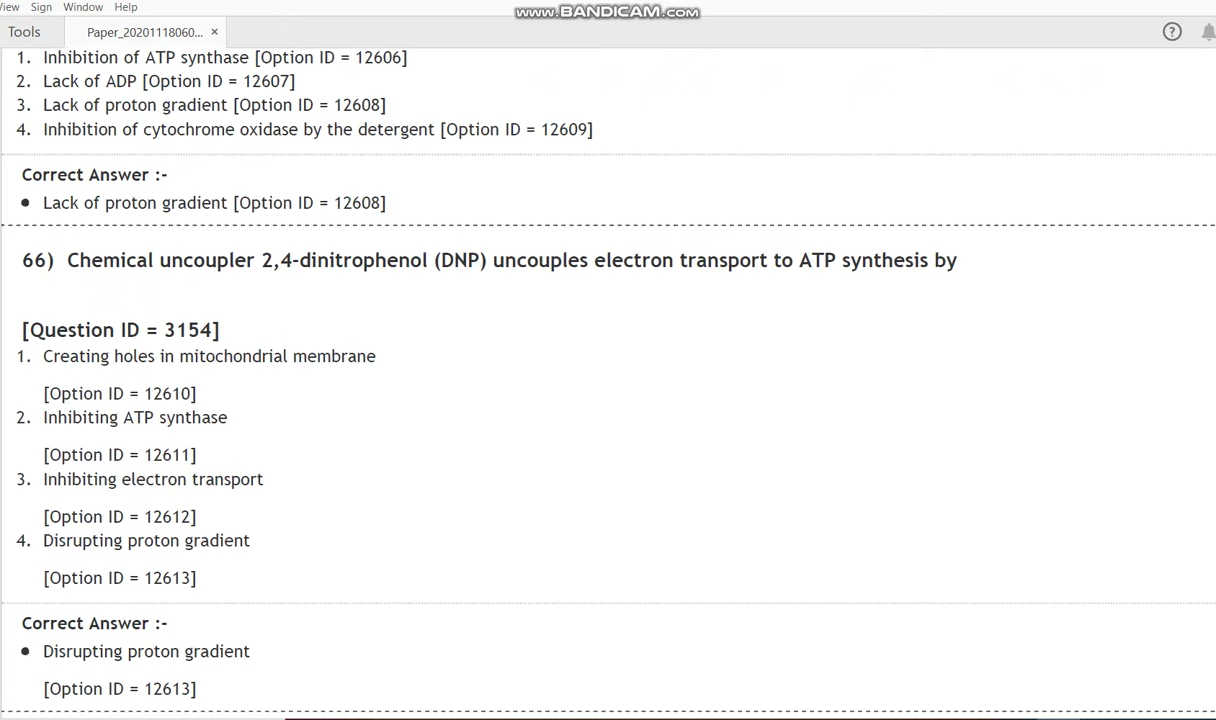 View Sign Window Help
www.BANDICAM.com
Tools Paper_20201118060... × ?
1. Inhibition of ATP synthase [Option ID = 12606]
2. Lack of ADP [Option ID = 12607]
3. Lack of proton gradient [Option ID = 12608]
4. Inhibition of cytochrome oxidase by the detergent [Option ID = 12609]
Correct Answer :-
• Lack of proton gradient [Option ID = 12608]
66) Chemical uncoupler 2,4-dinitrophenol (DNP) uncouples electron transport to ATP synthesis by
[Question ID = 3154]
1. Creating holes in mitochondrial membrane
[Option ID = 12610]
2. Inhibiting ATP synthase
[Option ID = 12611]
3. Inhibiting electron transport
[Option ID = 12612]
4. Disrupting proton gradient
[Option ID = 12613]
Correct Answer :-
• Disrupting proton gradient
[Option ID = 12613]